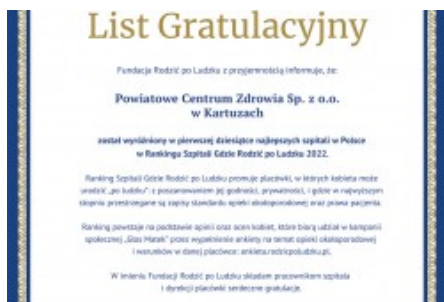 List Gratulacyjny
Fundacja Rodzić po Ludzku z przyjemnością informuje, że:
Powiatowe Centrum Zdrowia Sp. z o.o.
w Kartuzach
został wyróżniony w pierwszej dziesiątce najlepszych szpitali w Polsce
w Rankingu Szpitali Gdzie Rodzić po Ludzku 2022.
Ranking Szpitali Gdzie Rodzić po Ludzku promuje placówki, w których kobieta może
urodzić „po ludzku”: z poszanowaniem jej godności, prywatności, i gdzie w najwyższym
stopniu przestrzegane są zapisy standardu opieki okołoporodowej oraz prawa pacjenta.
Ranking powstaje na podstawie opinii oraz ocen kobiet, które biorą udział w kampanii
społecznej „Głos Matek” przez wypełnienie ankiety na temat opieki okołoporodowej
i warunków w danej placówce: ankieta.rodzicpoludzku.pl.
W imieniu Fundacji Rodzić po Ludzku składam pracownikom szpitala
i dyrekcji placówki serdeczne gratulacje.